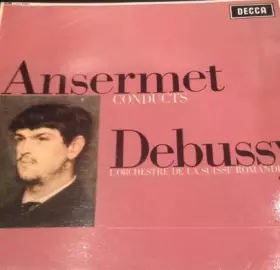 DECCA
Ansermet
CONDUCTS
Debussy
L'ORCHESTRE DE LA SUISSE ROMANDE